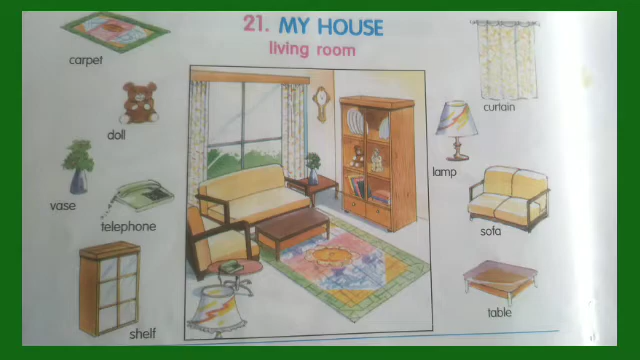 21. MY HOUSE
living room
carpet
doll
vase
telephone
shelf
curtain
lamp
sofa
table